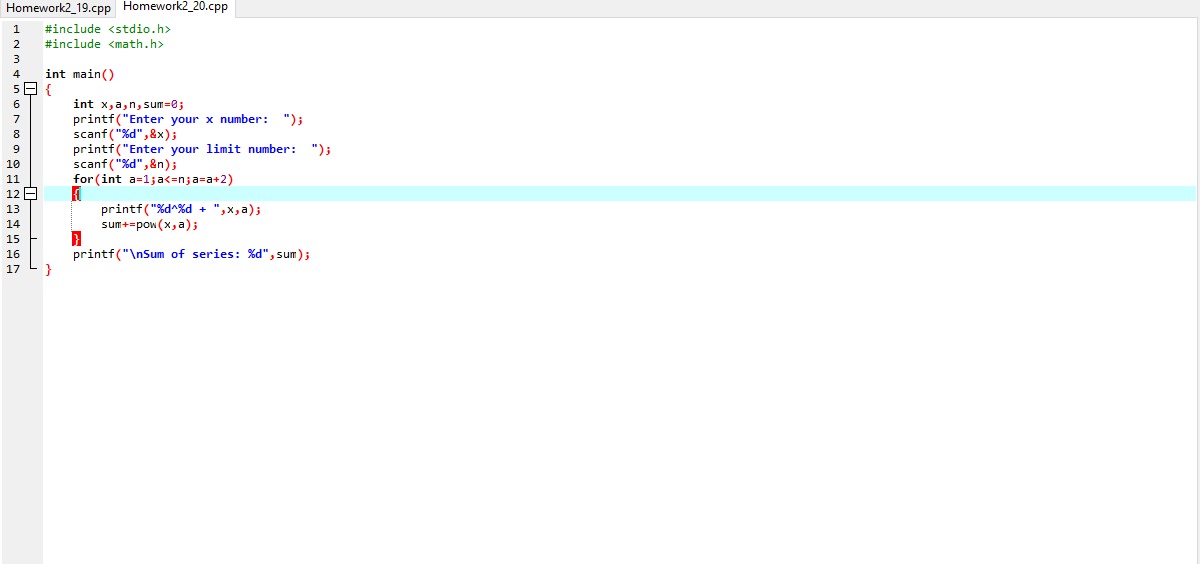 Homework2_19.cpp Homework2_20.cpp
1 #include <stdio.h>
2 #include <math.h>
3
4 int main()
5 {
6 int x,a,n,sum=0;
7 printf("Enter your x number:  ");
8 scanf("%d",&x);
9 printf("Enter your limit number:  ");
10 scanf("%d",&n);
11 for(int a=1;a<=n;a=a+2)
12 {
13 printf("%d^%d + ",x,a);
14 sum+=pow(x,a);
15 }
16 printf("\nSum of series: %d",sum);
17 }